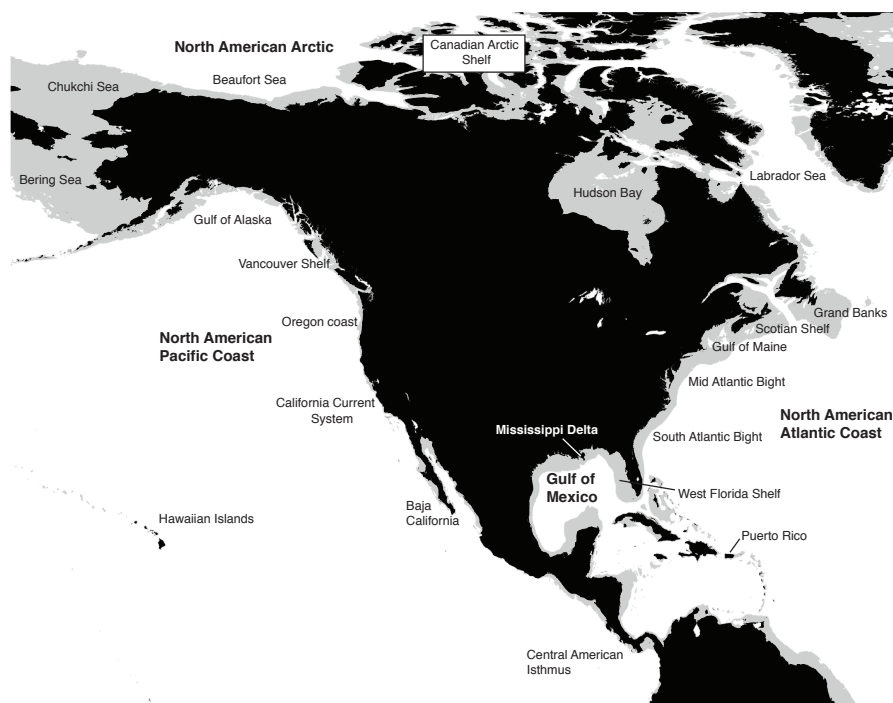 North American Arctic
Canadian Arctic
Shelf
Chukchi Sea
Beaufort Sea
Bering Sea
Hudson Bay
Labrador Sea
Gulf of Alaska
Vancouver Shelf
Grand Banks
Oregon coast
Scotian Shelf
North American
Pacific Coast
Gulf of Maine
Mid Atlantic Bight
California Current
System
North American
Atlantic Coast
Mississippi Delta
South Atlantic Bight
Gulf of
Mexico
West Florida Shelf
Baja
California
Hawaiian Islands
Puerto Rico
Central American
Isthmus